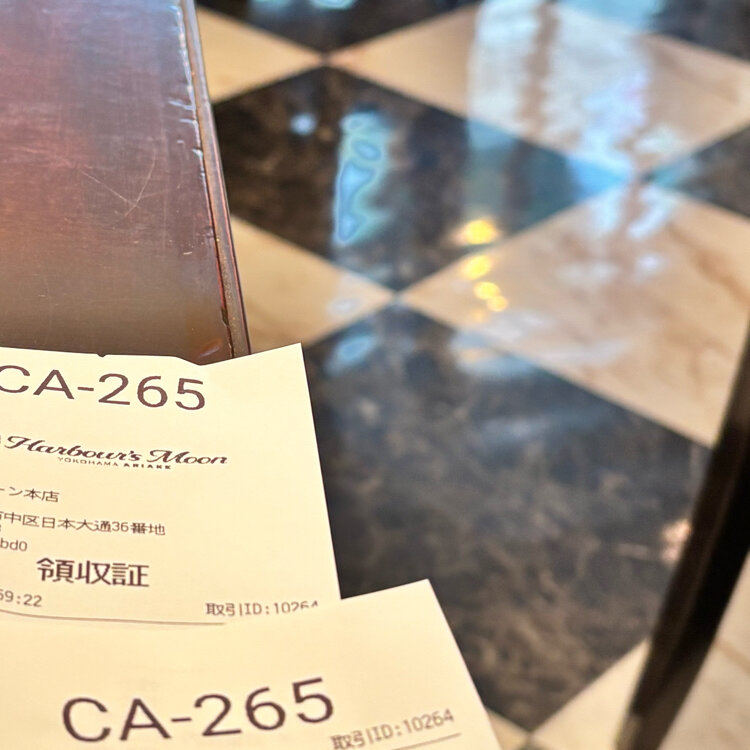 CA-265
Harbour's Moon
YOKOHAMA ARIAKE
ーン本店
市中区日本大通36番地
bd0
領収証
59:22
取引ID:10264
CA-265
取引ID:10264